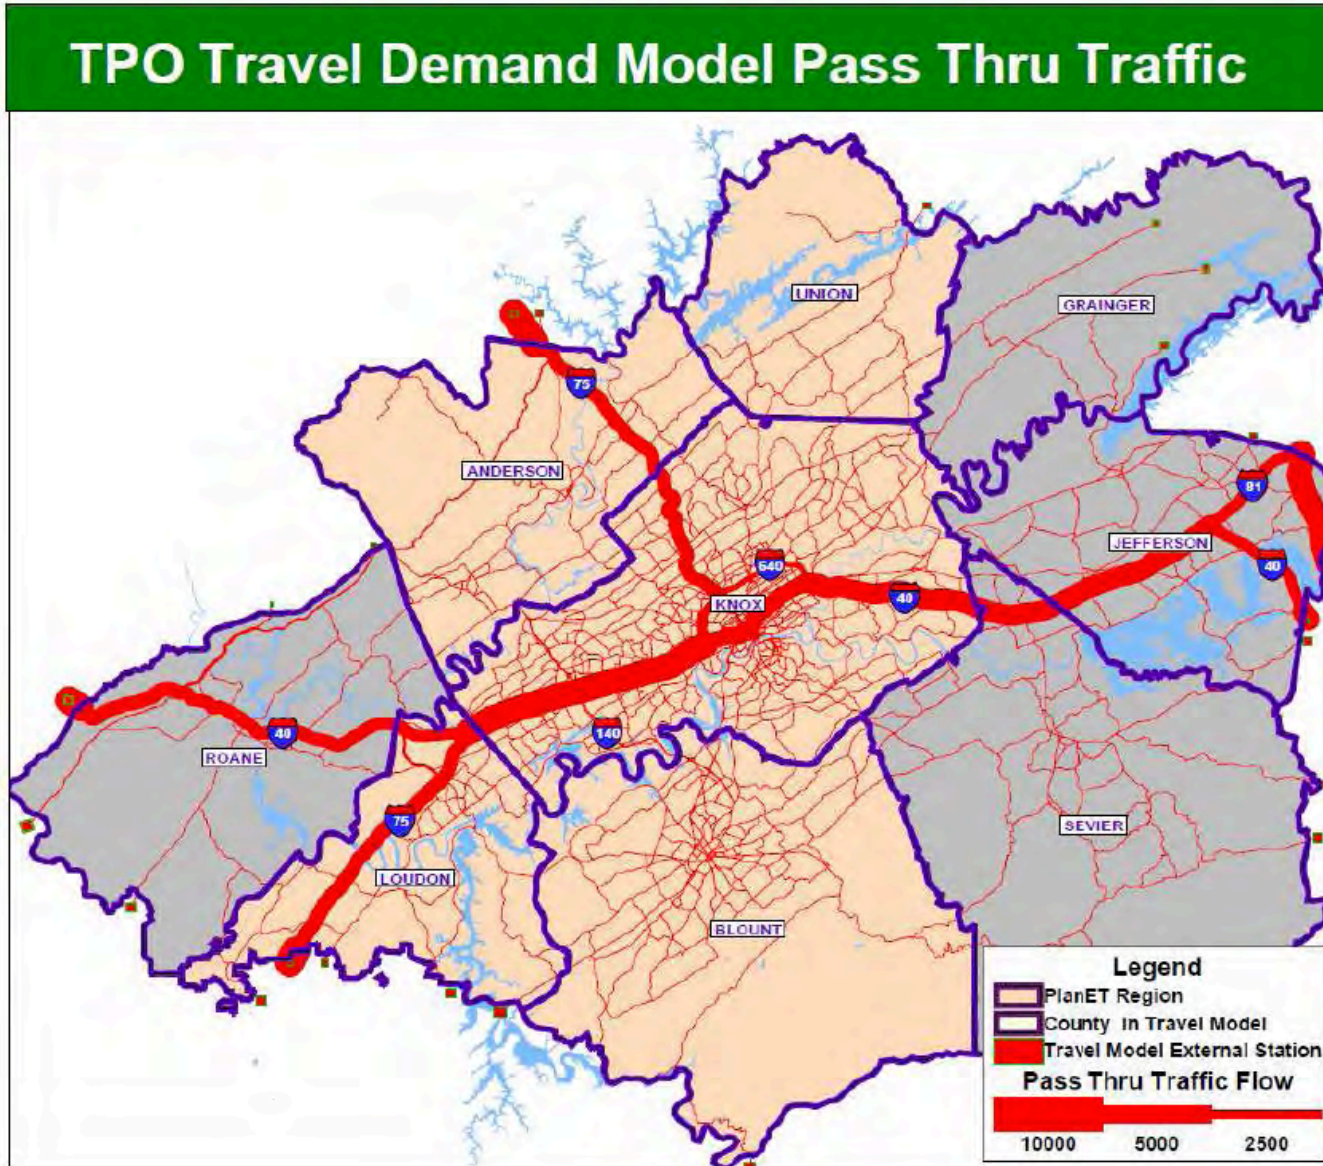 TPO Travel Demand Model Pass Thru Traffic
UNION
GRAINGER
75
ANDERSON
81
JEFFERSON
640
40
KNOX
40
40
140
ROANE
75
SEVIER
LOUDON
BLOUNT
Legend
PlanET Region
County In Travel Model
Travel Model External Station
Pass Thru Traffic Flow
10000 5000 2500